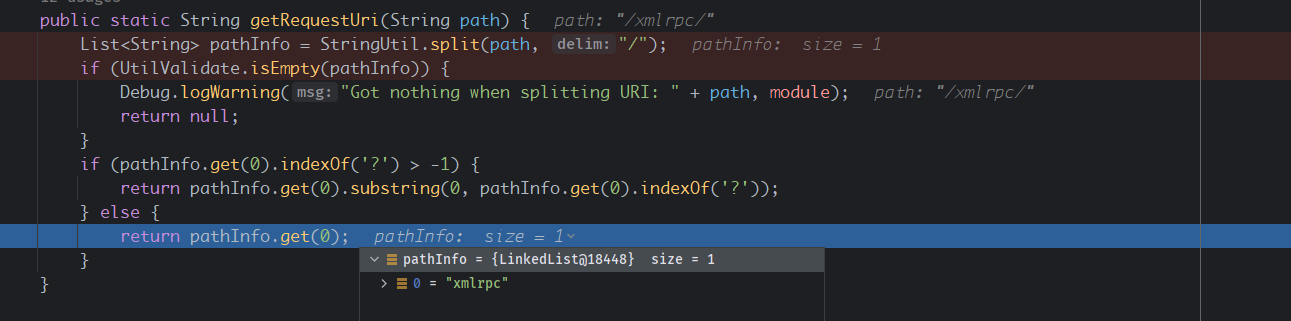 public static String getRequestUri(String path) {   path: "/xmlrpc/"
List<String> pathInfo = StringUtil.split(path, delim: "/");   pathInfo:  size = 1
if (UtilValidate.isEmpty(pathInfo)) {
Debug.logWarning( msg: "Got nothing when splitting URI: " + path, module);   path: "/xmlrpc/"
return null;
}
if (pathInfo.get(0).indexOf('?') > -1) {
return pathInfo.get(0).substring(0, pathInfo.get(0).indexOf('?'));
} else {
return pathInfo.get(0);   pathInfo:  size = 1
pathInfo = {LinkedList@18448}  size = 1
}
0 = "xmlrpc"
}